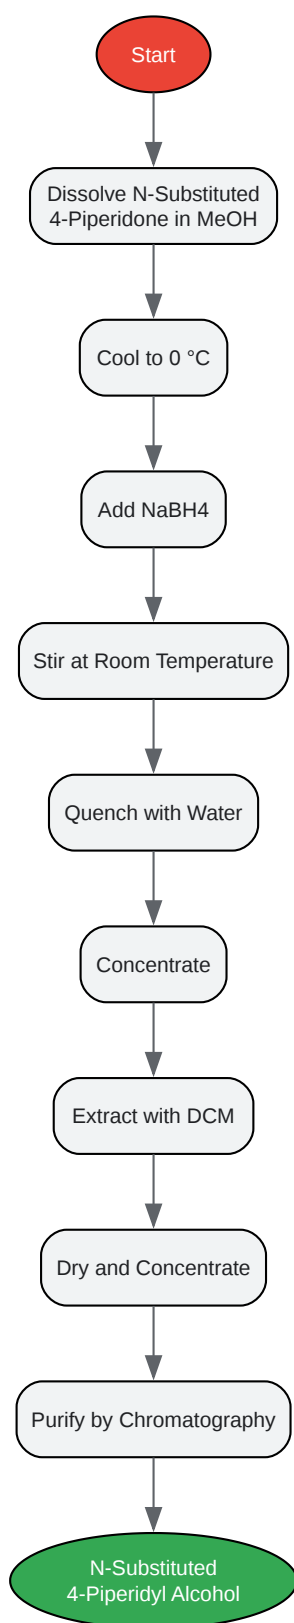 Start
Dissolve N-Substituted
4-Piperidone in MeOH
Cool to 0 °C
Add NaBH4
Stir at Room Temperature
Quench with Water
Concentrate
Extract with DCM
Dry and Concentrate
Purify by Chromatography
N-Substituted
4-Piperidyl Alcohol